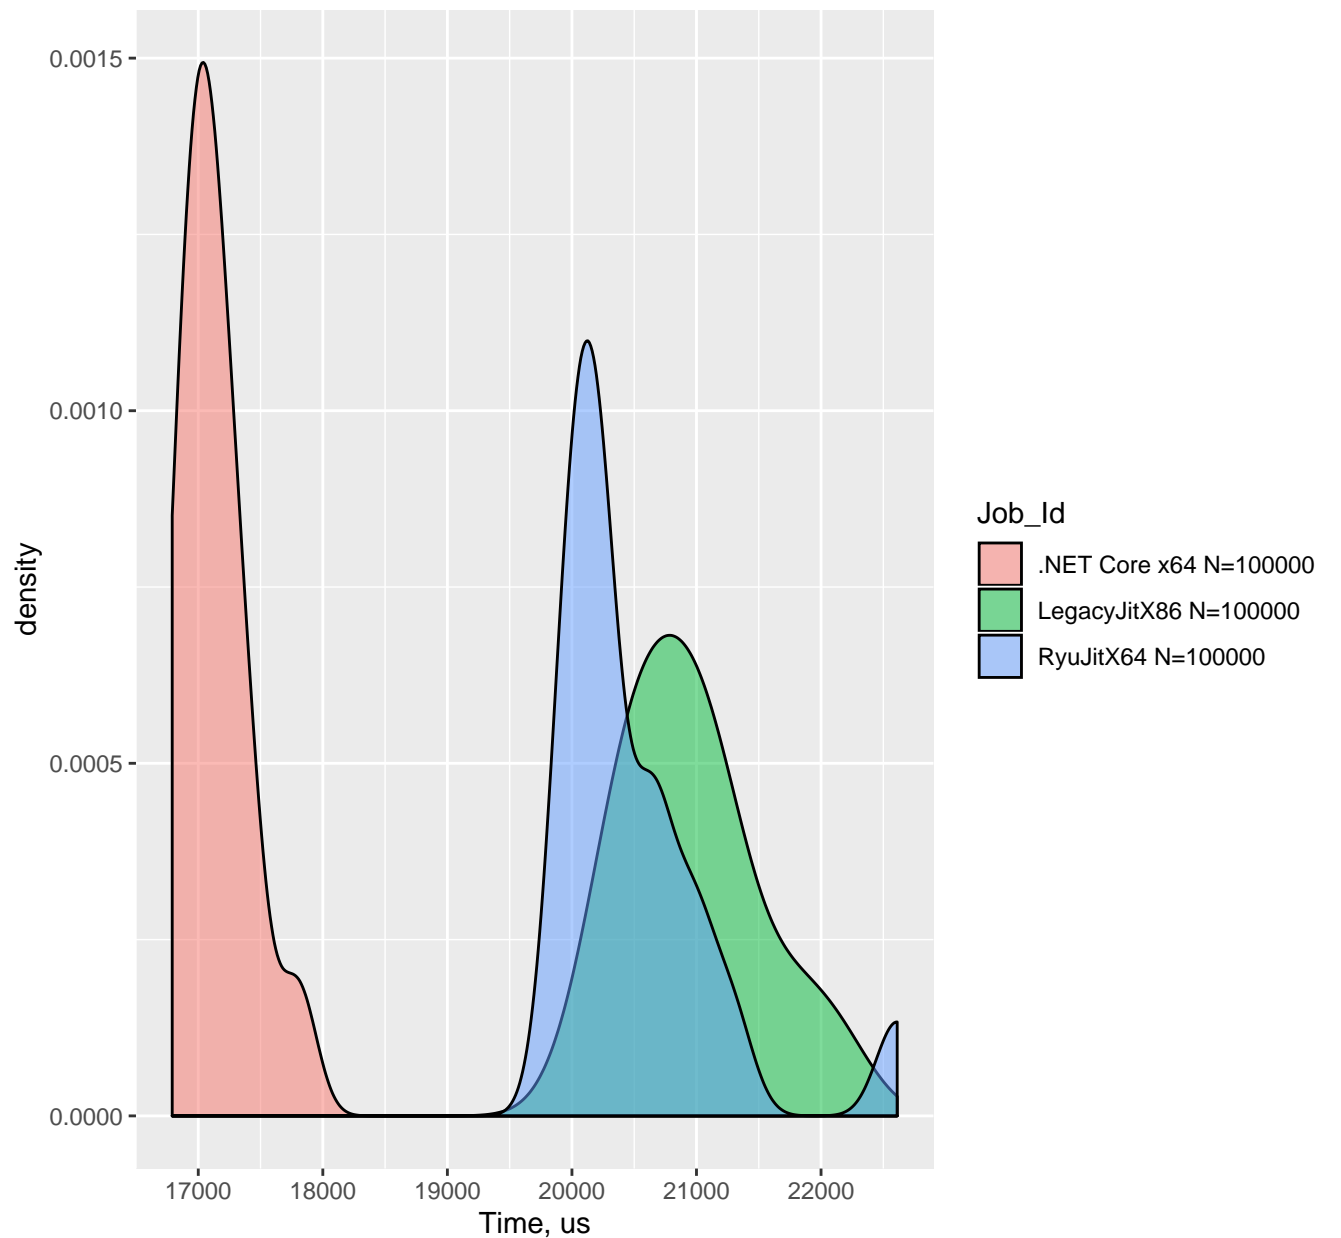 0.0015
0.0010
0.0005
0.0000
density
17000 18000 19000 20000 21000 22000
Time, us
Job_Id
.NET Core x64 N=100000
LegacyJitX86 N=100000
RyuJitX64 N=100000